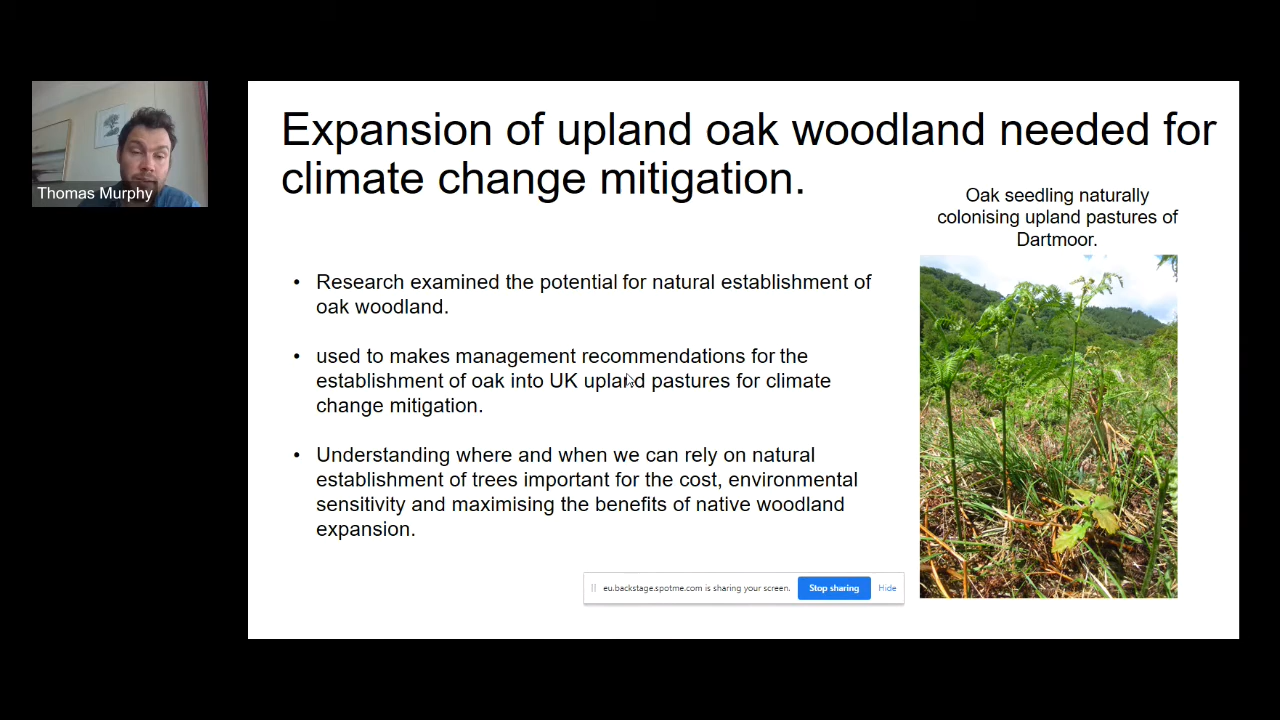 Thomas Murphy
Expansion of upland oak woodland needed for
climate change mitigation.
Oak seedling naturally
colonising upland pastures of
Dartmoor.
• Research examined the potential for natural establishment of
oak woodland.
• used to makes management recommendations for the
establishment of oak into UK upland pastures for climate
change mitigation.
• Understanding where and when we can rely on natural
establishment of trees important for the cost, environmental
sensitivity and maximising the benefits of native woodland
expansion.
eu.backstage.spotme.com is sharing your screen. Stop sharing Hide